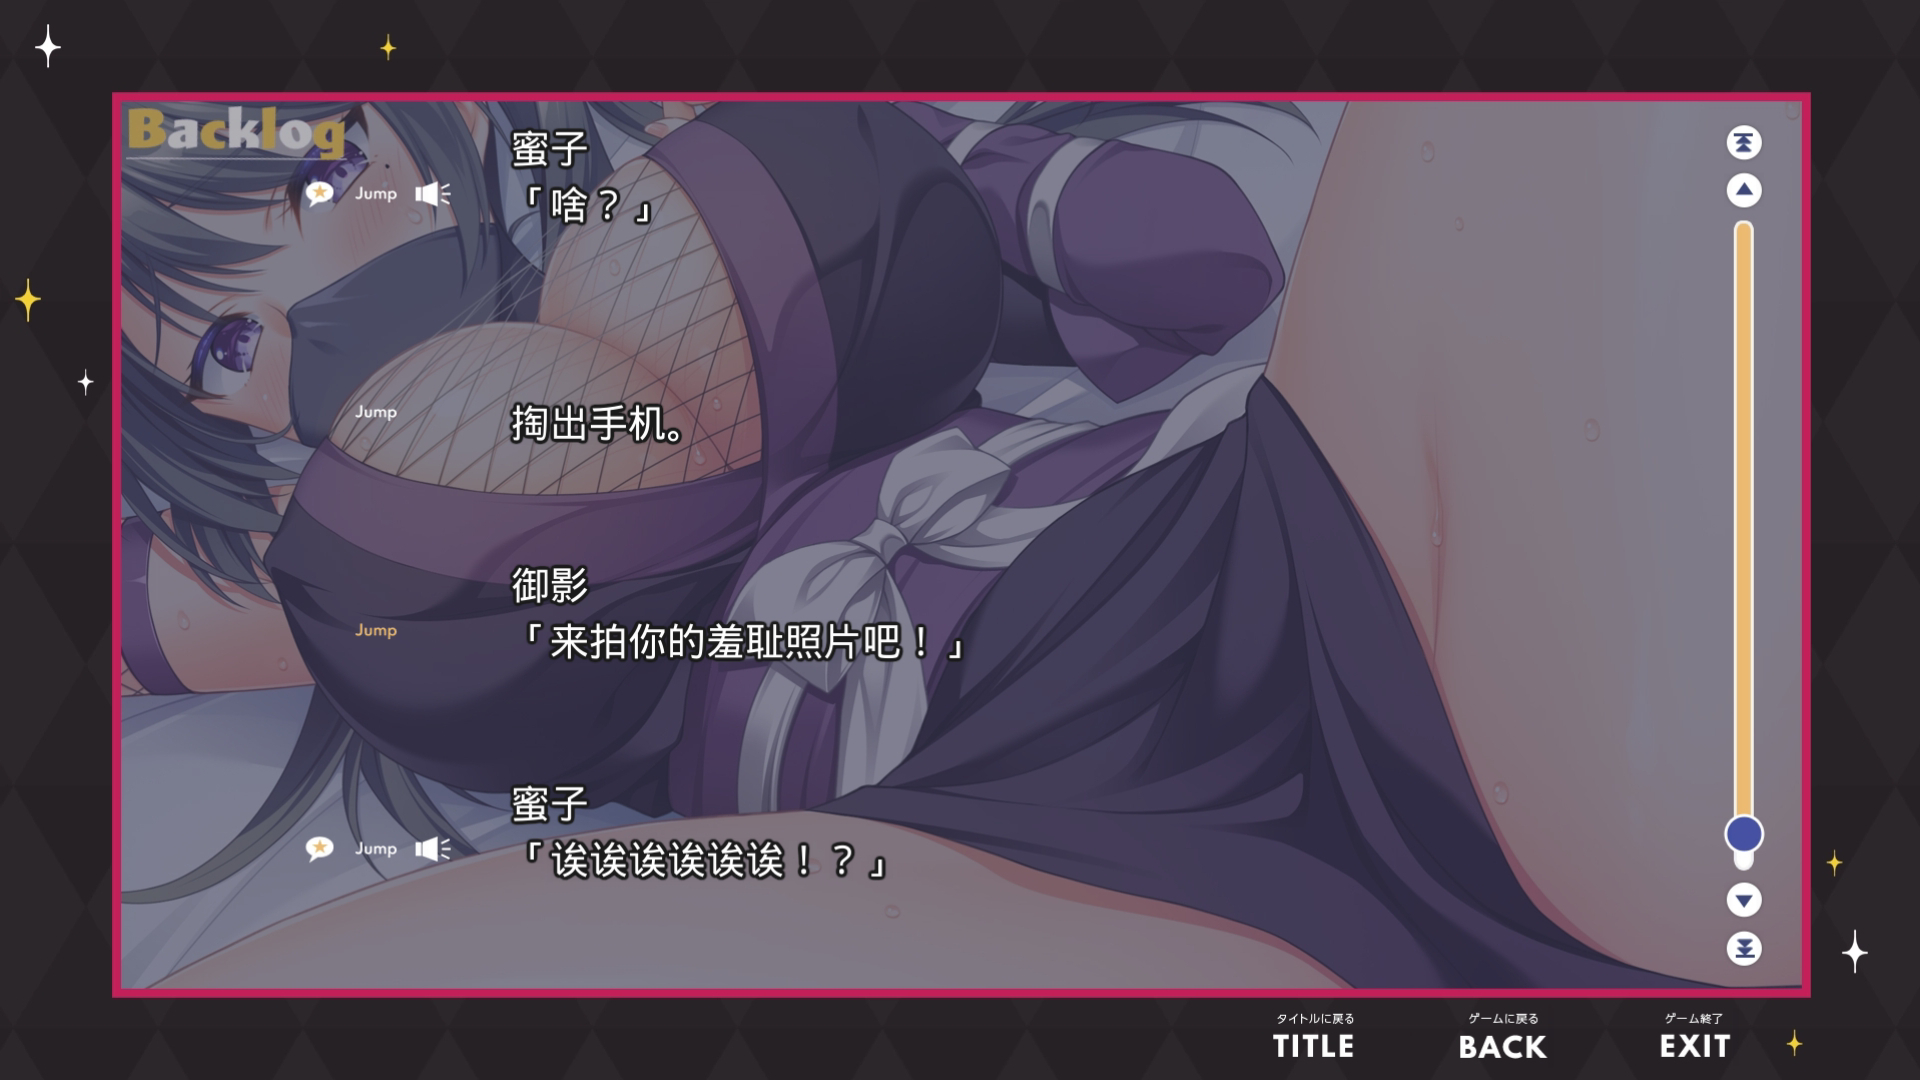 Backlog
蜜子
Jump
「啥？」
Jump
掏出手机。
御影
Jump
「来拍你的羞耻照片吧！」
蜜子
Jump
「诶诶诶诶诶诶！？」
タイトルに戻る
TITLE
ゲームに戻る
BACK
ゲーム終了
EXIT